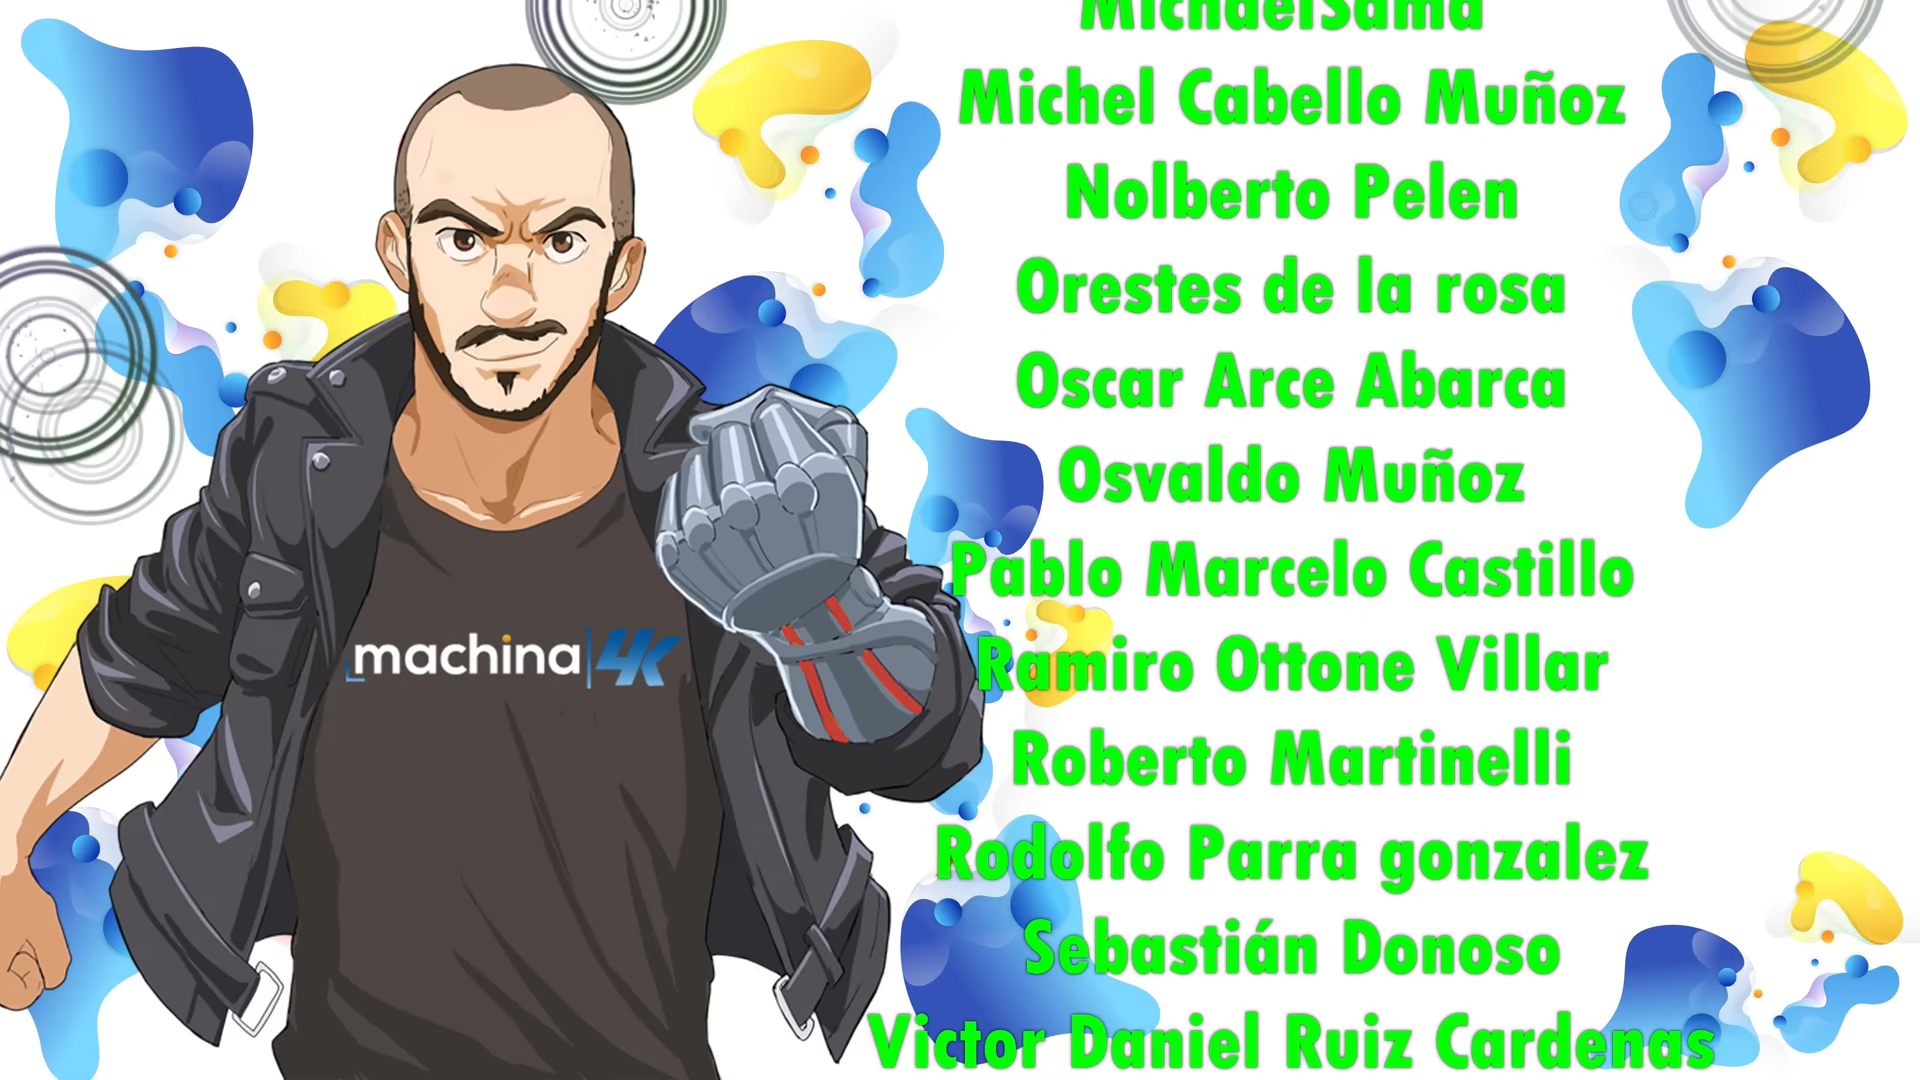 MichaelSama
Michel Cabello Muñoz
Nolberto Pelen
Orestes de la rosa
Oscar Arce Abarca
Osvaldo Muñoz
Pablo Marcelo Castillo
machina 4K
Ramiro Ottone Villar
Roberto Martinelli
Rodolfo Parra gonzalez
Sebastián Donoso
Victor Daniel Ruiz Cardenas